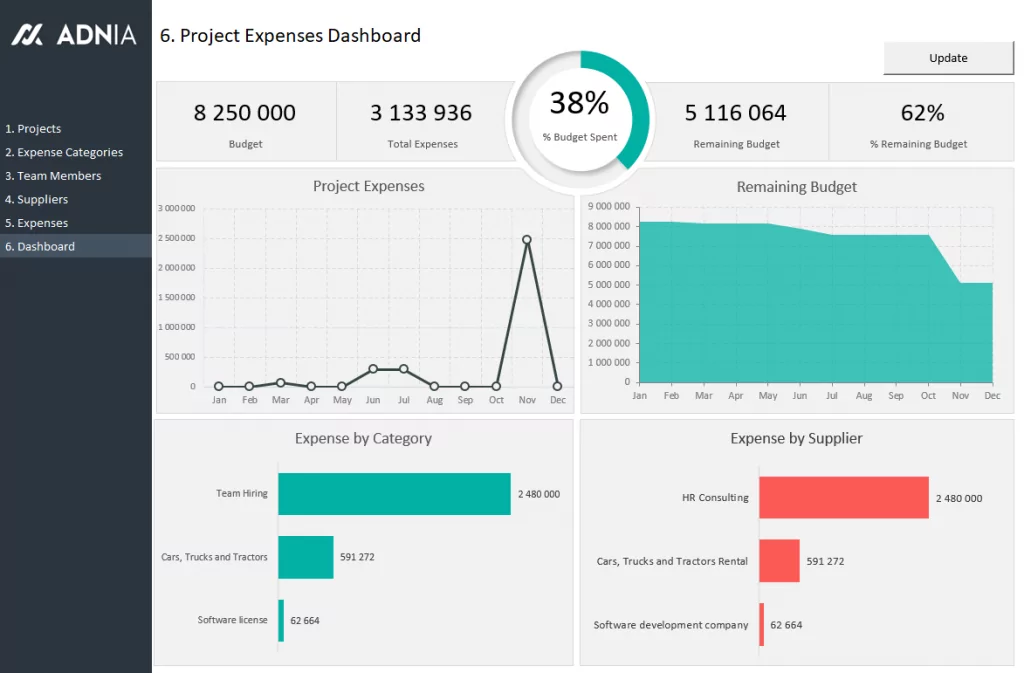 ADNIA
6. Project Expenses Dashboard
Update
1. Projects
2. Expense Categories
3. Team Members
4. Suppliers
5. Expenses
6. Dashboard
8 250 000
Budget
3 133 936
Total Expenses
38%
% Budget Spent
5 116 064
Remaining Budget
62%
% Remaining Budget
Project Expenses
3 000 000
2 500 000
2 000 000
1 500 000
1 000 000
500 000
0
Jan Feb Mar Apr May Jun Jul Aug Sep Oct Nov Dec
Remaining Budget
9 000 000
8 000 000
7 000 000
6 000 000
5 000 000
4 000 000
3 000 000
2 000 000
1 000 000
0
Jan Feb Mar Apr May Jun Jul Aug Sep Oct Nov Dec
Expense by Category
Team Hiring 2 480 000
Cars, Trucks and Tractors 591 272
Software license 62 664
Expense by Supplier
HR Consulting 2 480 000
Cars, Trucks and Tractors Rental 591 272
Software development company 62 664